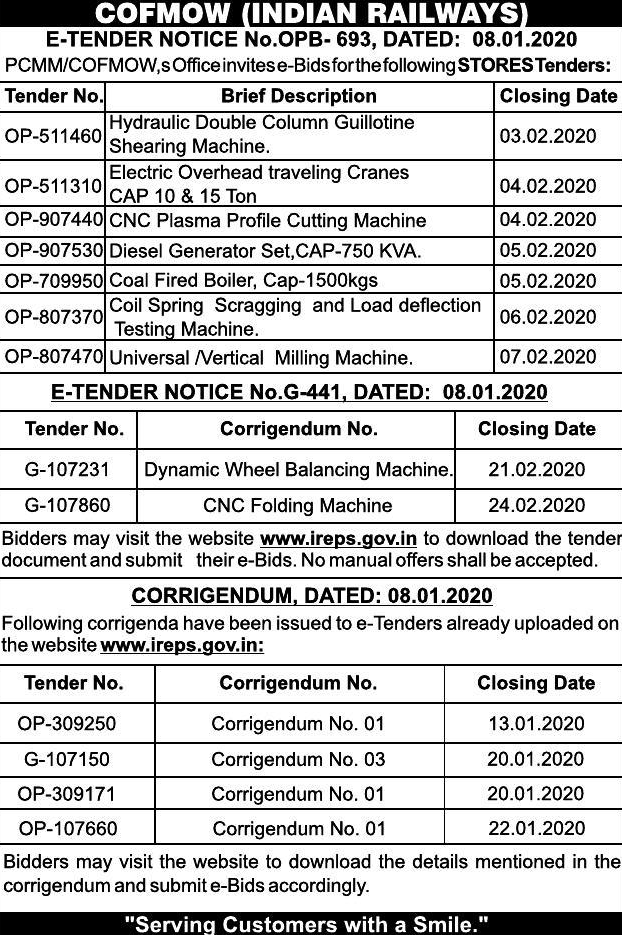 COFMOW (INDIAN RAILWAYS)
E-TENDER NOTICE No.OPB- 693, DATED: 08.01.2020
PCMM/COFMOW,s Office invites e-Bids for the following STORES Tenders:
Tender No. Brief Description Closing Date
OP-511460 Hydraulic Double Column Guillotine
Shearing Machine. 03.02.2020
OP-511310 Electric Overhead traveling Cranes
CAP 10 & 15 Ton 04.02.2020
OP-907440 CNC Plasma Profile Cutting Machine 04.02.2020
OP-907530 Diesel Generator Set,CAP-750 KVA. 05.02.2020
OP-709950 Coal Fired Boiler, Cap-1500kgs 05.02.2020
OP-807370 Coil Spring Scragging and Load deflection
Testing Machine. 06.02.2020
OP-807470 Universal /Vertical Milling Machine. 07.02.2020
E-TENDER NOTICE No.G-441, DATED: 08.01.2020
Tender No. Corrigendum No. Closing Date
G-107231 Dynamic Wheel Balancing Machine. 21.02.2020
G-107860 CNC Folding Machine 24.02.2020
Bidders may visit the website www.ireps.gov.in to download the tender
document and submit their e-Bids. No manual offers shall be accepted.
CORRIGENDUM, DATED: 08.01.2020
Following corrigenda have been issued to e-Tenders already uploaded on
the website www.ireps.gov.in:
Tender No. Corrigendum No. Closing Date
OP-309250 Corrigendum No. 01 13.01.2020
G-107150 Corrigendum No. 03 20.01.2020
OP-309171 Corrigendum No. 01 20.01.2020
OP-107660 Corrigendum No. 01 22.01.2020
Bidders may visit the website to download the details mentioned in the
corrigendum and submit e-Bids accordingly.
"Serving Customers with a Smile."